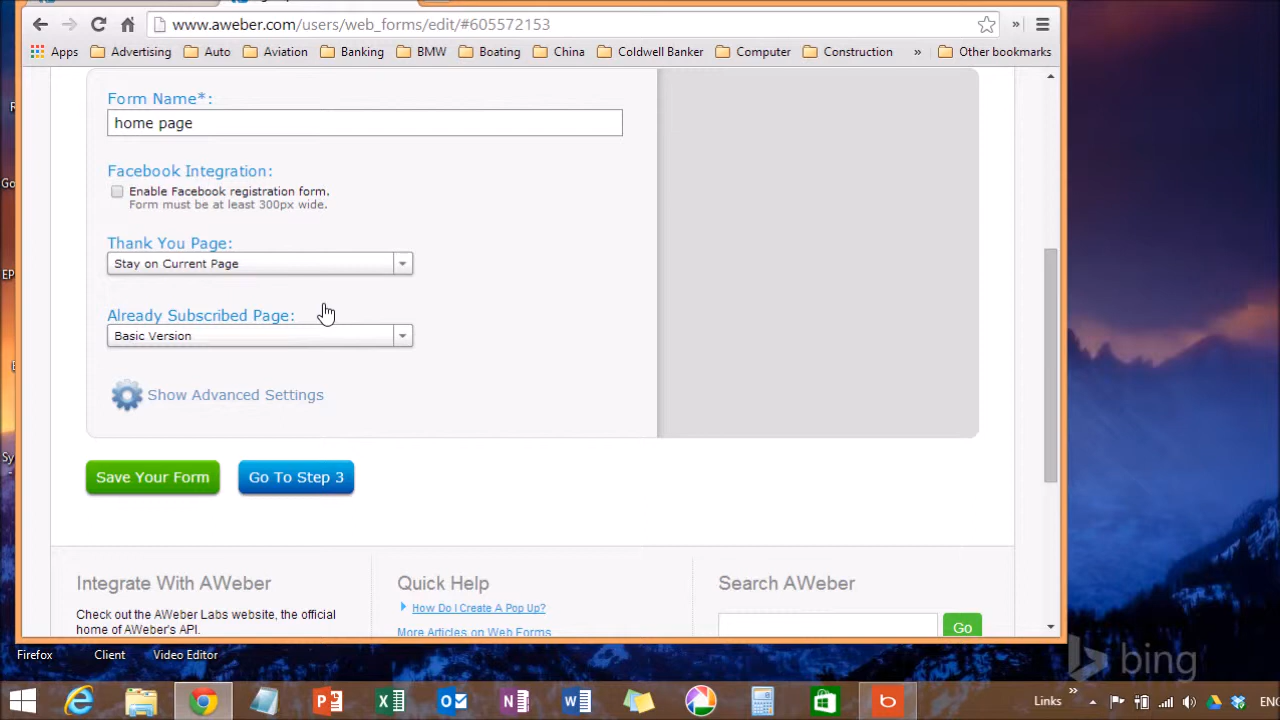 www.aweber.com/users/web_forms/edit/#605572153
»
Apps Advertising Auto Aviation Banking BMW Boating China Coldwell Banker Computer Construction » Other bookmarks
Form Name*:
home page
Facebook Integration:
Enable Facebook registration form.
Form must be at least 300px wide.
Thank You Page:
Stay on Current Page
Already Subscribed Page:
Basic Version
Show Advanced Settings
Save Your Form Go To Step 3
Integrate With AWeber Quick Help Search AWeber
Check out the AWeber Labs website, the official
home of AWeber's API.
How Do I Create A Pop Up?
More Articles on Web Forms
Go
Firefox Client Video Editor
bing
Links »